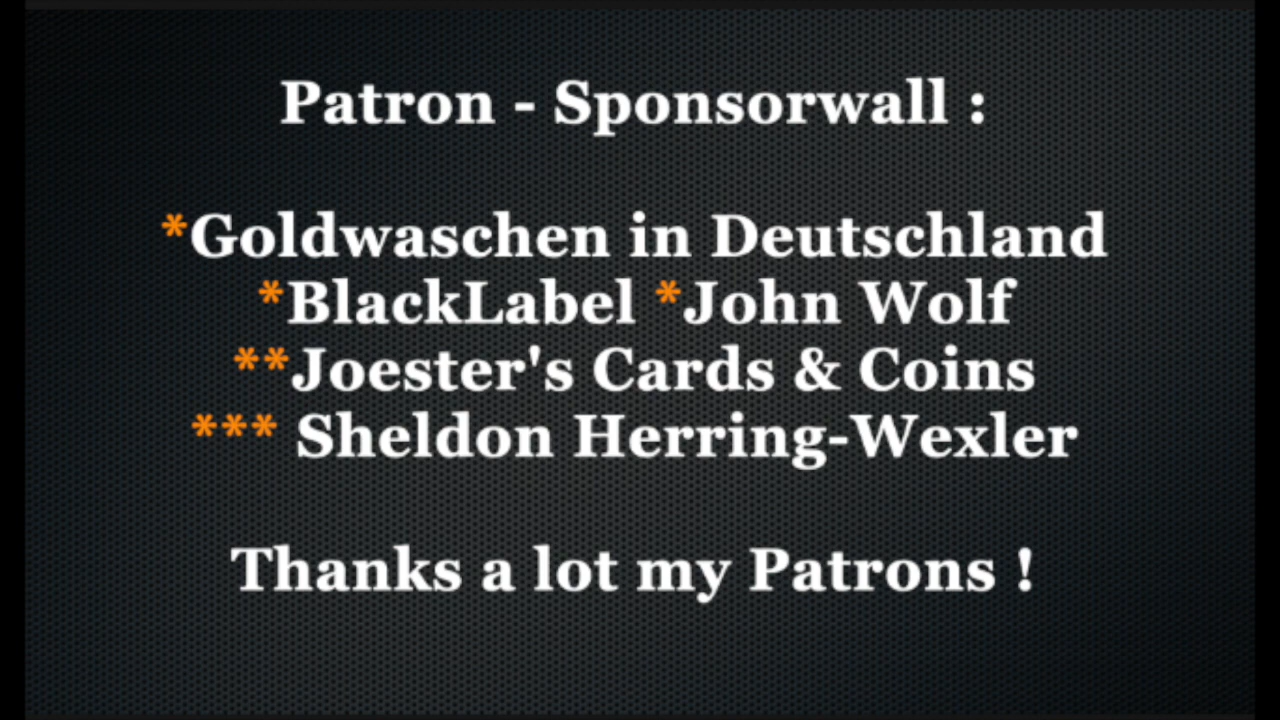 Patron - Sponsorwall :
*Goldwaschen in Deutschland
*BlackLabel *John Wolf
**Joester's Cards & Coins
*** Sheldon Herring-Wexler
Thanks a lot my Patrons !